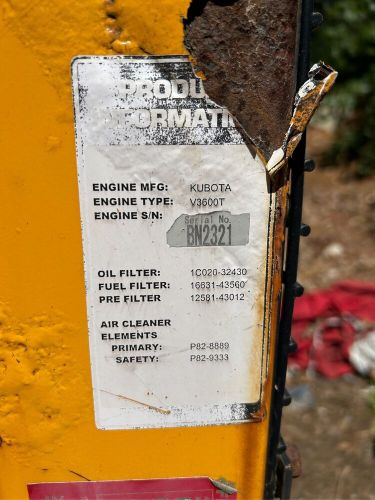 PRODU
FORMATI
ENGINE MFG: KUBOTA
ENGINE TYPE: V3600T
ENGINE S/N: Serial No.
BN2321
OIL FILTER: 1C020-32430
FUEL FILTER: 16631-43560
PRE FILTER 12581-43012
AIR CLEANER
ELEMENTS
PRIMARY: P82-8889
SAFETY: P82-9333